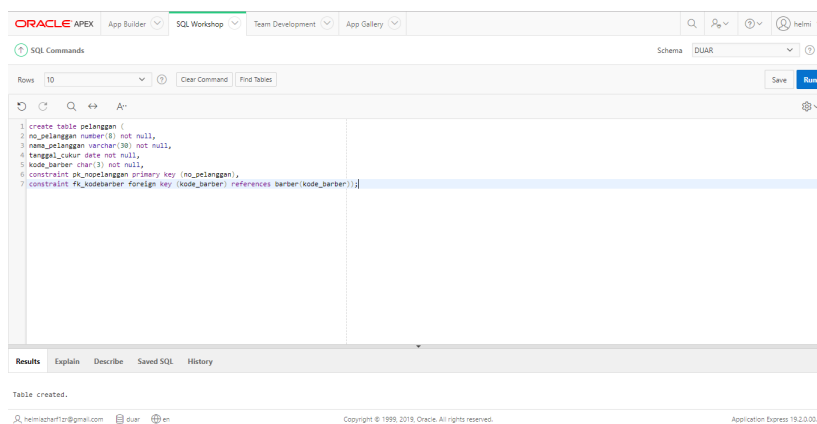 ORACLE APEX App Builder SQL Workshop Team Development App Gallery helmi
SQL Commands Schema DUAR
Rows 10 Clear Command Find Tables Save Run
A··
1 create table pelanggan (
2 no_pelanggan number(8) not null,
3 nama_pelanggan varchar(30) not null,
4 tanggal_cukur date not null,
5 kode_barber char(3) not null,
6 constraint pk_nopelanggan primary key (no_pelanggan),
7 constraint fk_kodebarber foreign key (kode_barber) references barber(kode_barber));
Results Explain Describe Saved SQL History
Table created.
helmiazharf1zr@gmail.com duar en Copyright © 1999, 2019, Oracle. All rights reserved. Application Express 19.2.0.00.